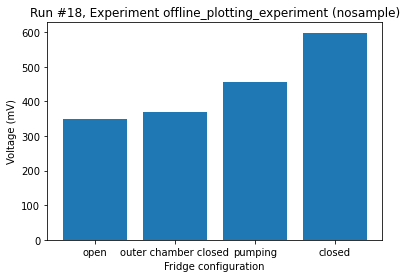 Run #18, Experiment offline_plotting_experiment (nosample)
600
500
400
300
200
100
0
Voltage (mV)
open outer chamber closed pumping closed
Fridge configuration